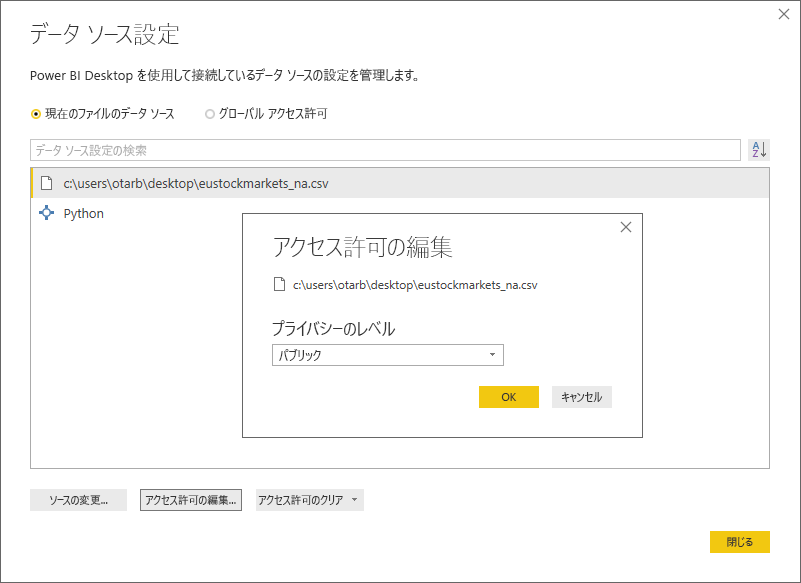 データ ソース設定
Power BI Desktop を使用して接続しているデータ ソースの設定を管理します。
現在のファイルのデータ ソース
グローバル アクセス許可
データ ソース設定の検索
A
Z
c:\users\otarb\desktop\eustockmarkets_na.csv
Python
アクセス許可の編集
c:\users\otarb\desktop\eustockmarkets_na.csv
プライバシーのレベル
パブリック
OK
キャンセル
ソースの変更...
アクセス許可の編集...
アクセス許可のクリア
閉じる